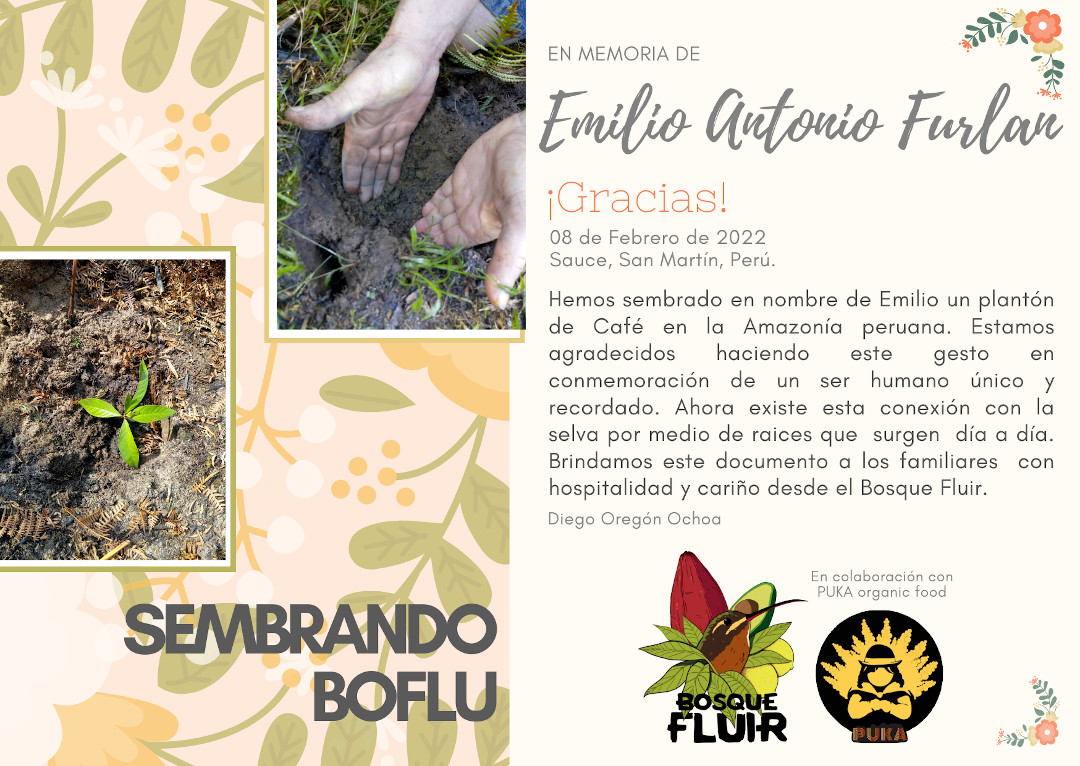 EN MEMORIA DE
Emilio Antonio Furlan
¡Gracias!
08 de Febrero de 2022
Sauce, San Martín, Perú.
Hemos sembrado en nombre de Emilio un plantón
de Café en la Amazonía peruana. Estamos
agradecidos haciendo este gesto en
conmemoración de un ser humano único y
recordado. Ahora existe esta conexión con la
selva por medio de raices que surgen día a día.
Brindamos este documento a los familiares con
hospitalidad y cariño desde el Bosque Fluir.
Diego Oregón Ochoa
SEMBRANDO
BOFLU
BOSQUE
FLUIR
En colaboración con
PUKA organic food
PUKA